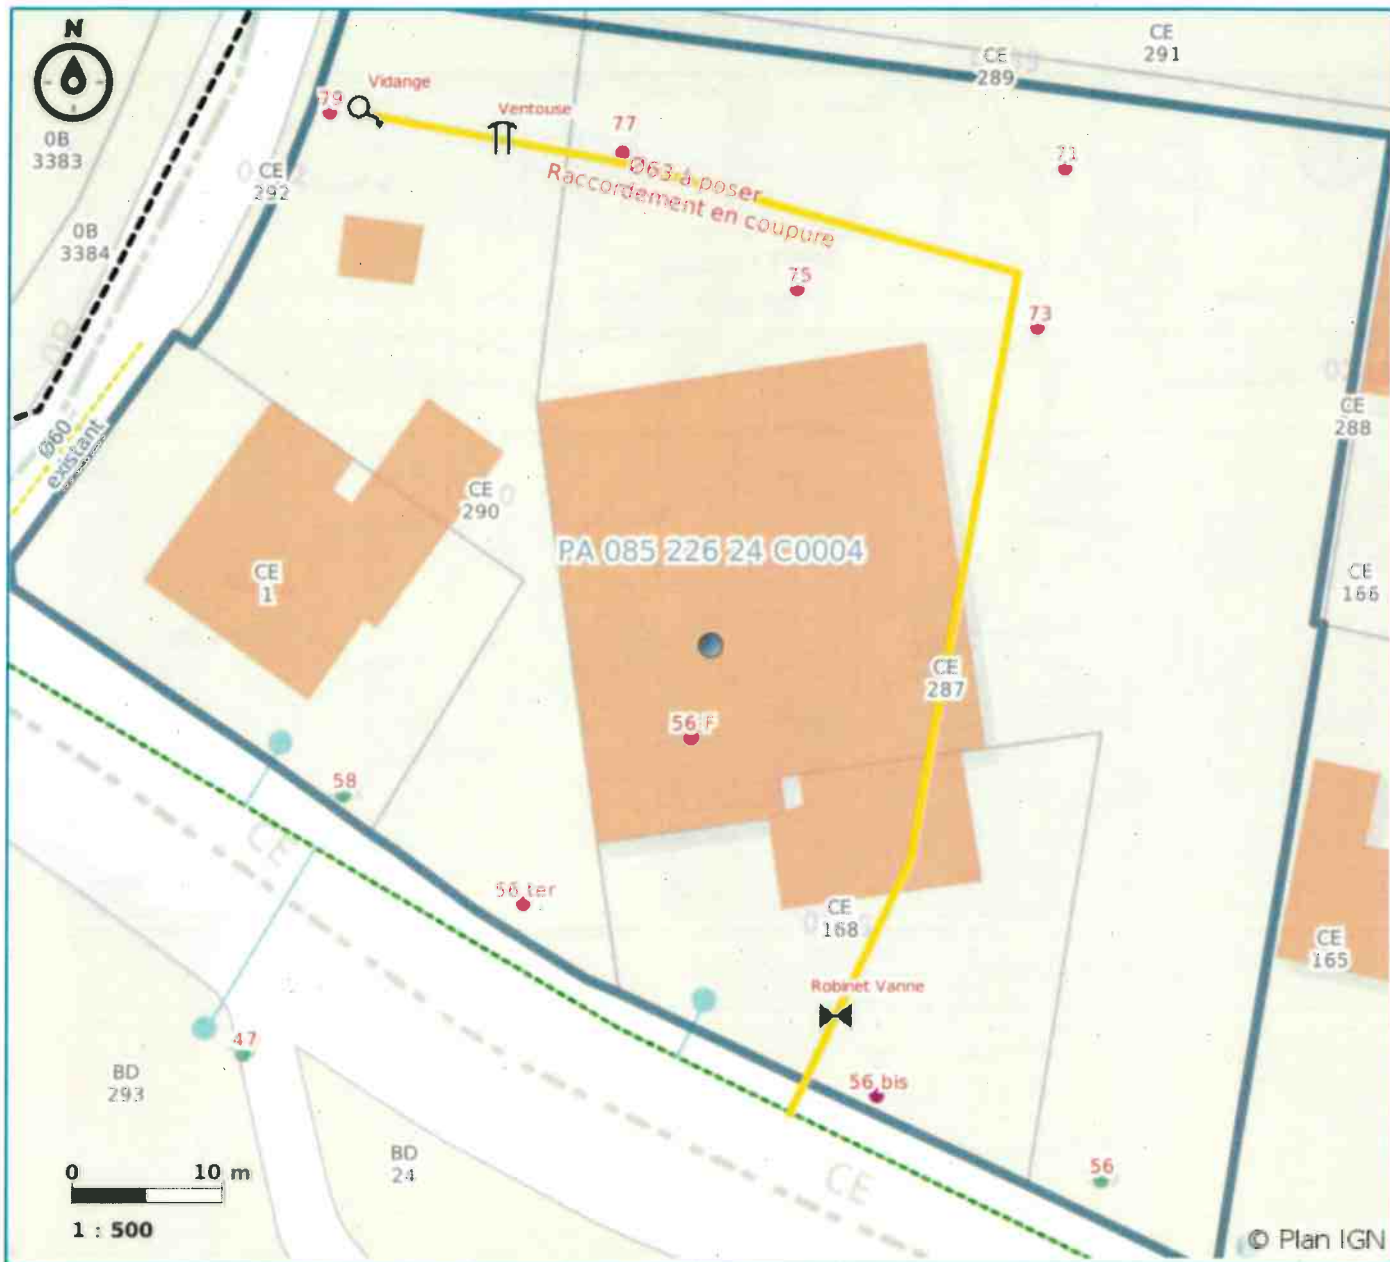 N
CE
291
CE
289
Vidange
79
Ventouse
77
71
0B
3383
CE
292
Ø63 à poser
Raccordement en coupure
0B
3384
75
73
0B
Ø60
existant
CE
288
CE
290
PA 085 226 24 C0004
CE
1
CE
166
CE
287
56 F
58
CE
56 ter
CE
168
CE
165
Robinet Vanne
47
BD
293
56 bis
BD
24
56
CE
0 10 m
1 : 500
© Plan IGN